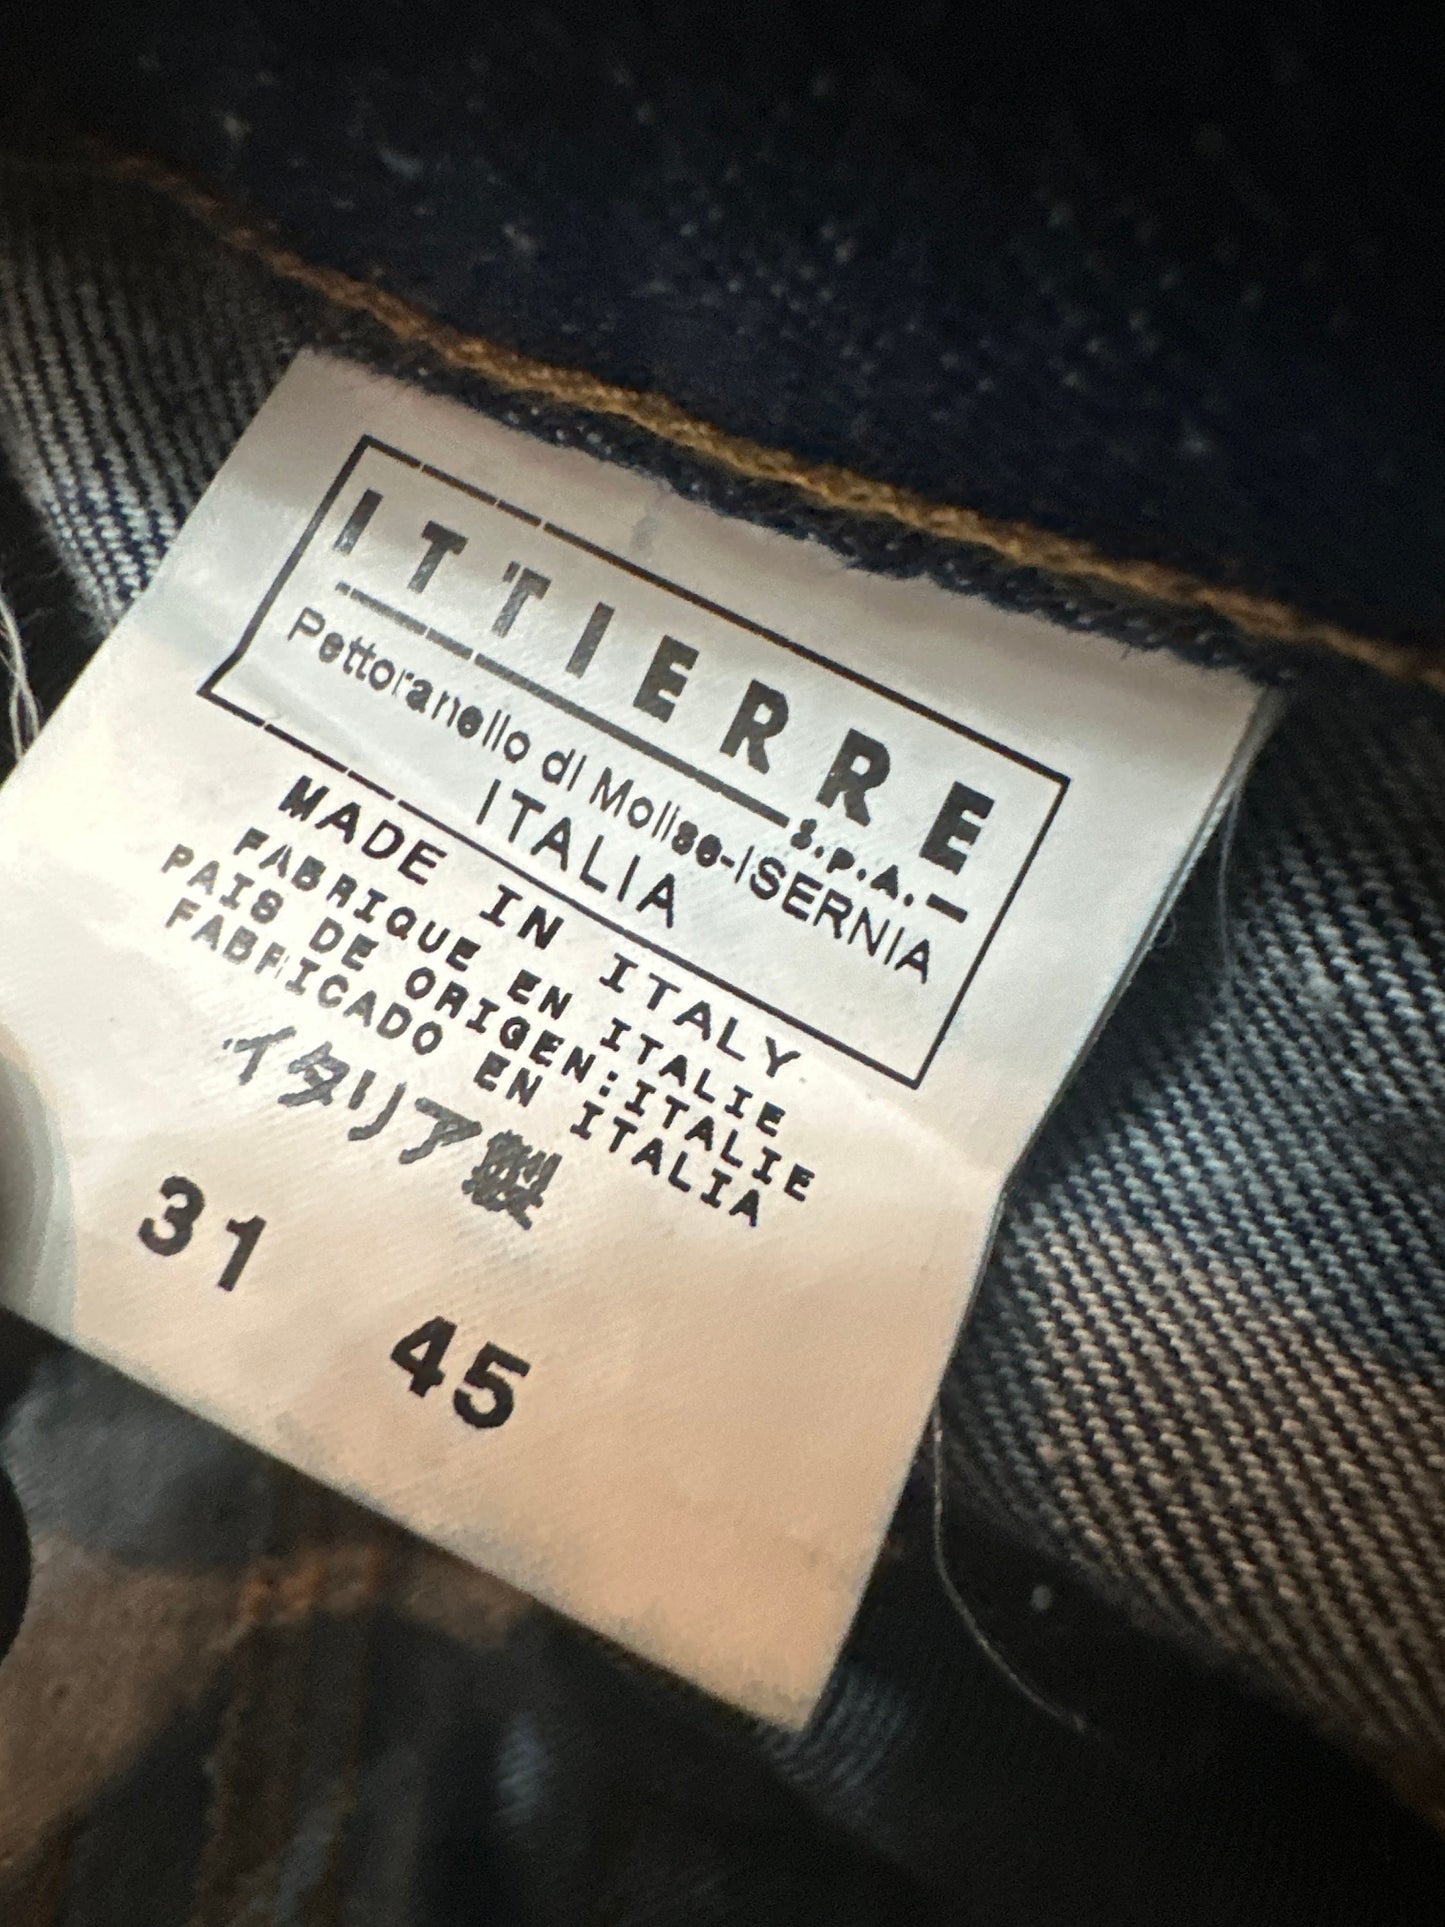 ITTIERRE
S.P.A.
Pettoranello di Molise-ISERNIA
ITALIA
MADE IN ITALY
FABRIQUE EN ITALIE
PAIS DE ORIGEN:ITALIE
FABRICADO EN ITALIA
イタリア製
31
45